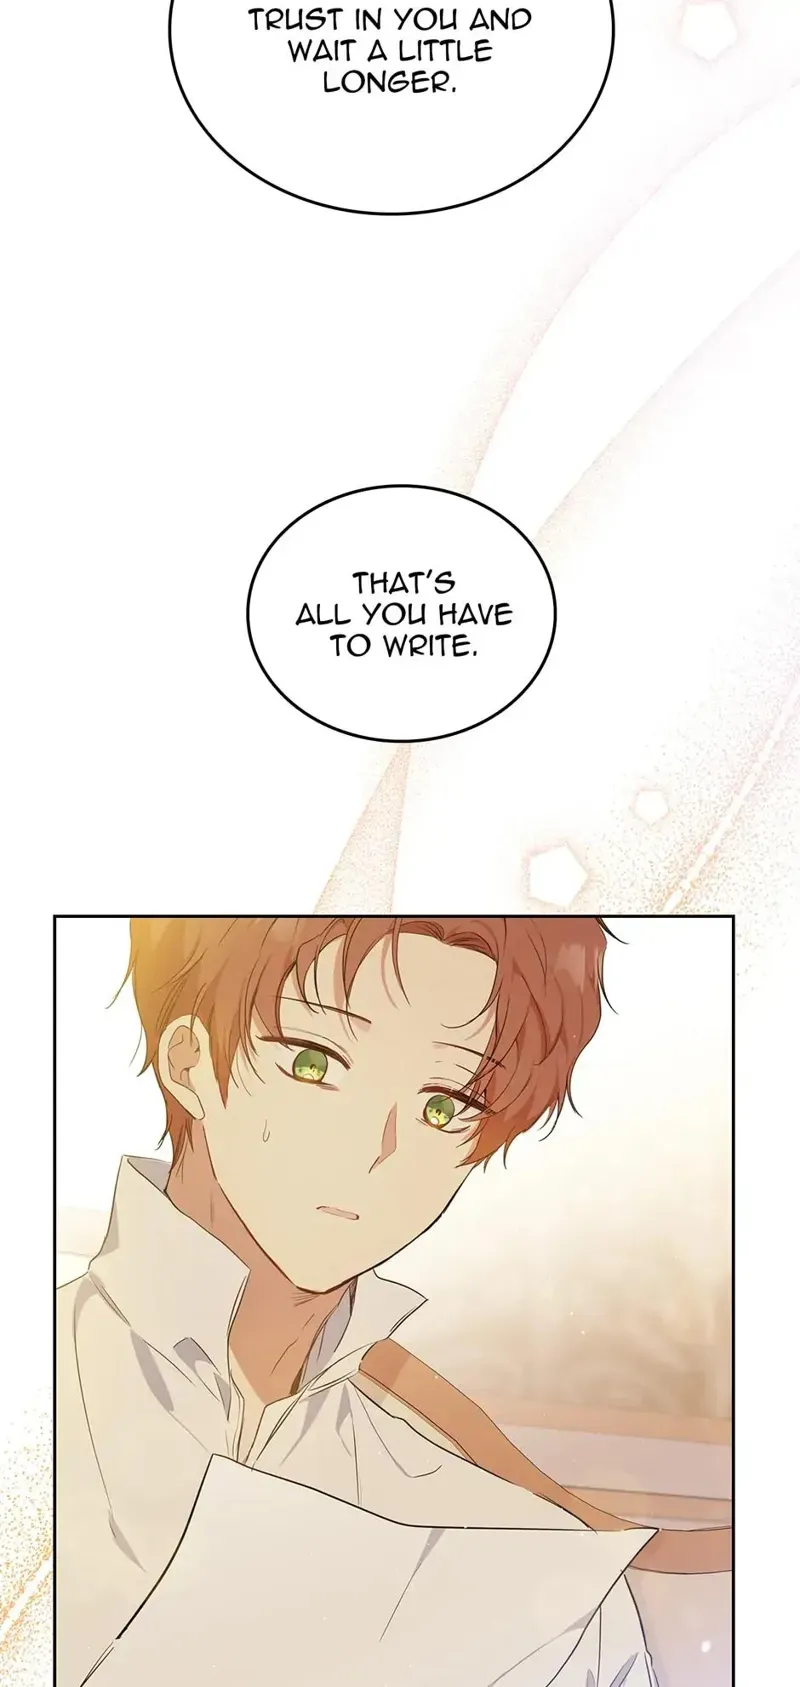 TRUST IN YOU AND
WAIT A LITTLE
LONGER.
THAT'S
ALL YOU HAVE
TO WRITE.